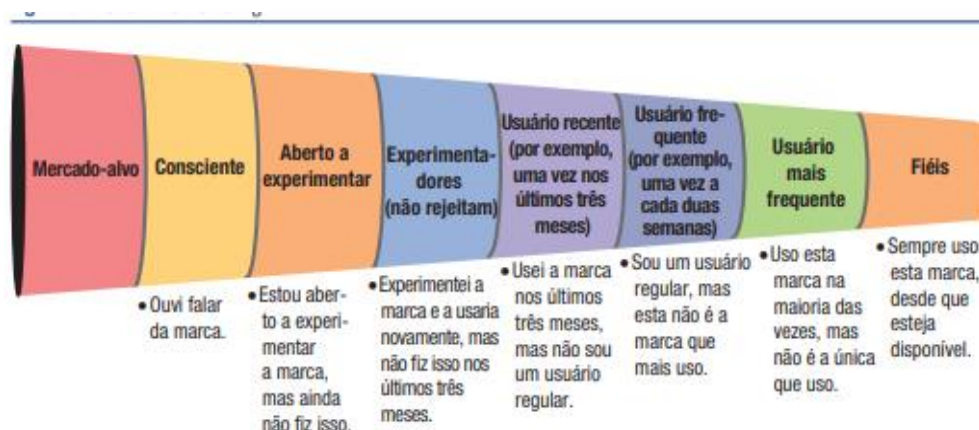 Mercado-alvo
Consciente
Aberto a
experimentar
Experimenta-
dores
(não rejeitam)
Usuário recente
(por exemplo,
uma vez nos
últimos três
meses)
Usuário fre-
quente
(por exemplo,
uma vez a
cada duas
semanas)
Usuário
mais
frequente
Fiéis
• Ouvi falar
da marca.
• Estou aber-
to a experi-
mentar
a marca,
mas ainda
não fiz isso.
• Experimentei a
marca e a usaria
novamente, mas
não fiz isso nos
últimos três
meses.
• Usei a marca
nos últimos
três meses,
mas não sou
um usuário
regular.
• Sou um usuário
regular, mas
esta não é a
marca que
mais uso.
• Uso esta
marca na
maioria das
vezes, mas
não é a única
que uso.
• Sempre uso
esta marca,
desde que
esteja
disponível.